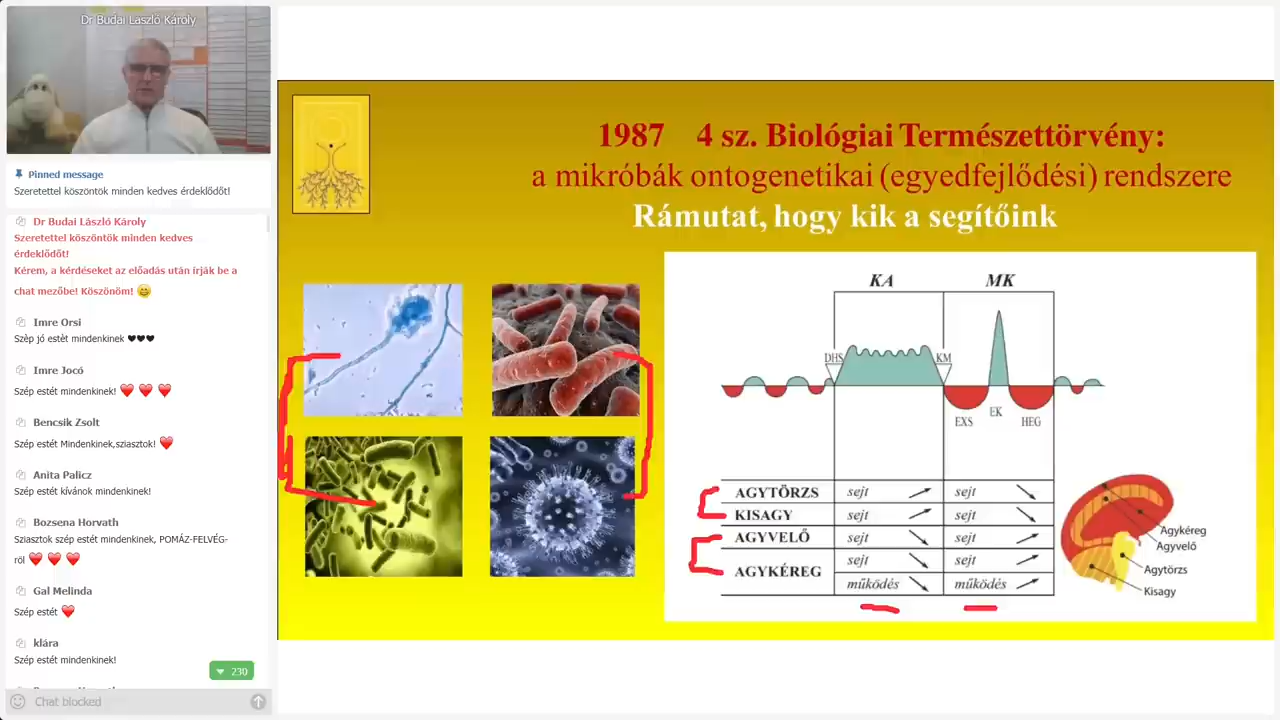 Dr Budai László Károly
Pinned message
Szeretettel köszöntök minden kedves érdeklődőt!
Dr Budai László Károly
Szeretettel köszöntök minden kedves
érdeklődőt!
Kérem, a kérdéseket az előadás után írják be a
chat mezőbe! Köszönöm! 😄
Imre Orsi
Szèp jó estèt mindenkinek ♥♥♥
Imre Jocó
Szép estét mindenkinek! ❤️ ❤️ ❤️
Bencsik Zsolt
Szép estét Mindenkinek,sziasztok! ❤️
Anita Palicz
Szép estét kívánok mindenkinek!
Bozsena Horvath
Sziasztok szép estét mindenkinek, POMÁZ-FELVÉG-
ről ❤️ ❤️ ❤️
Gal Melinda
Szép estét ❤️
klára
Szép estét mindenkinek!
230
Chat blocked
1987 4 sz. Biológiai Természettörvény:
a mikróbák ontogenetikai (egyedfejlődési) rendszere
Rámutat, hogy kik a segítőink
KA MK
DHS KM
EXS EK HEG
AGYTÖRZS sejt sejt
KISAGY sejt sejt
AGYVELŐ sejt sejt
AGYKÉREG sejt sejt
működés működés
Agykéreg
Agyvelő
Agytörzs
Kisagy